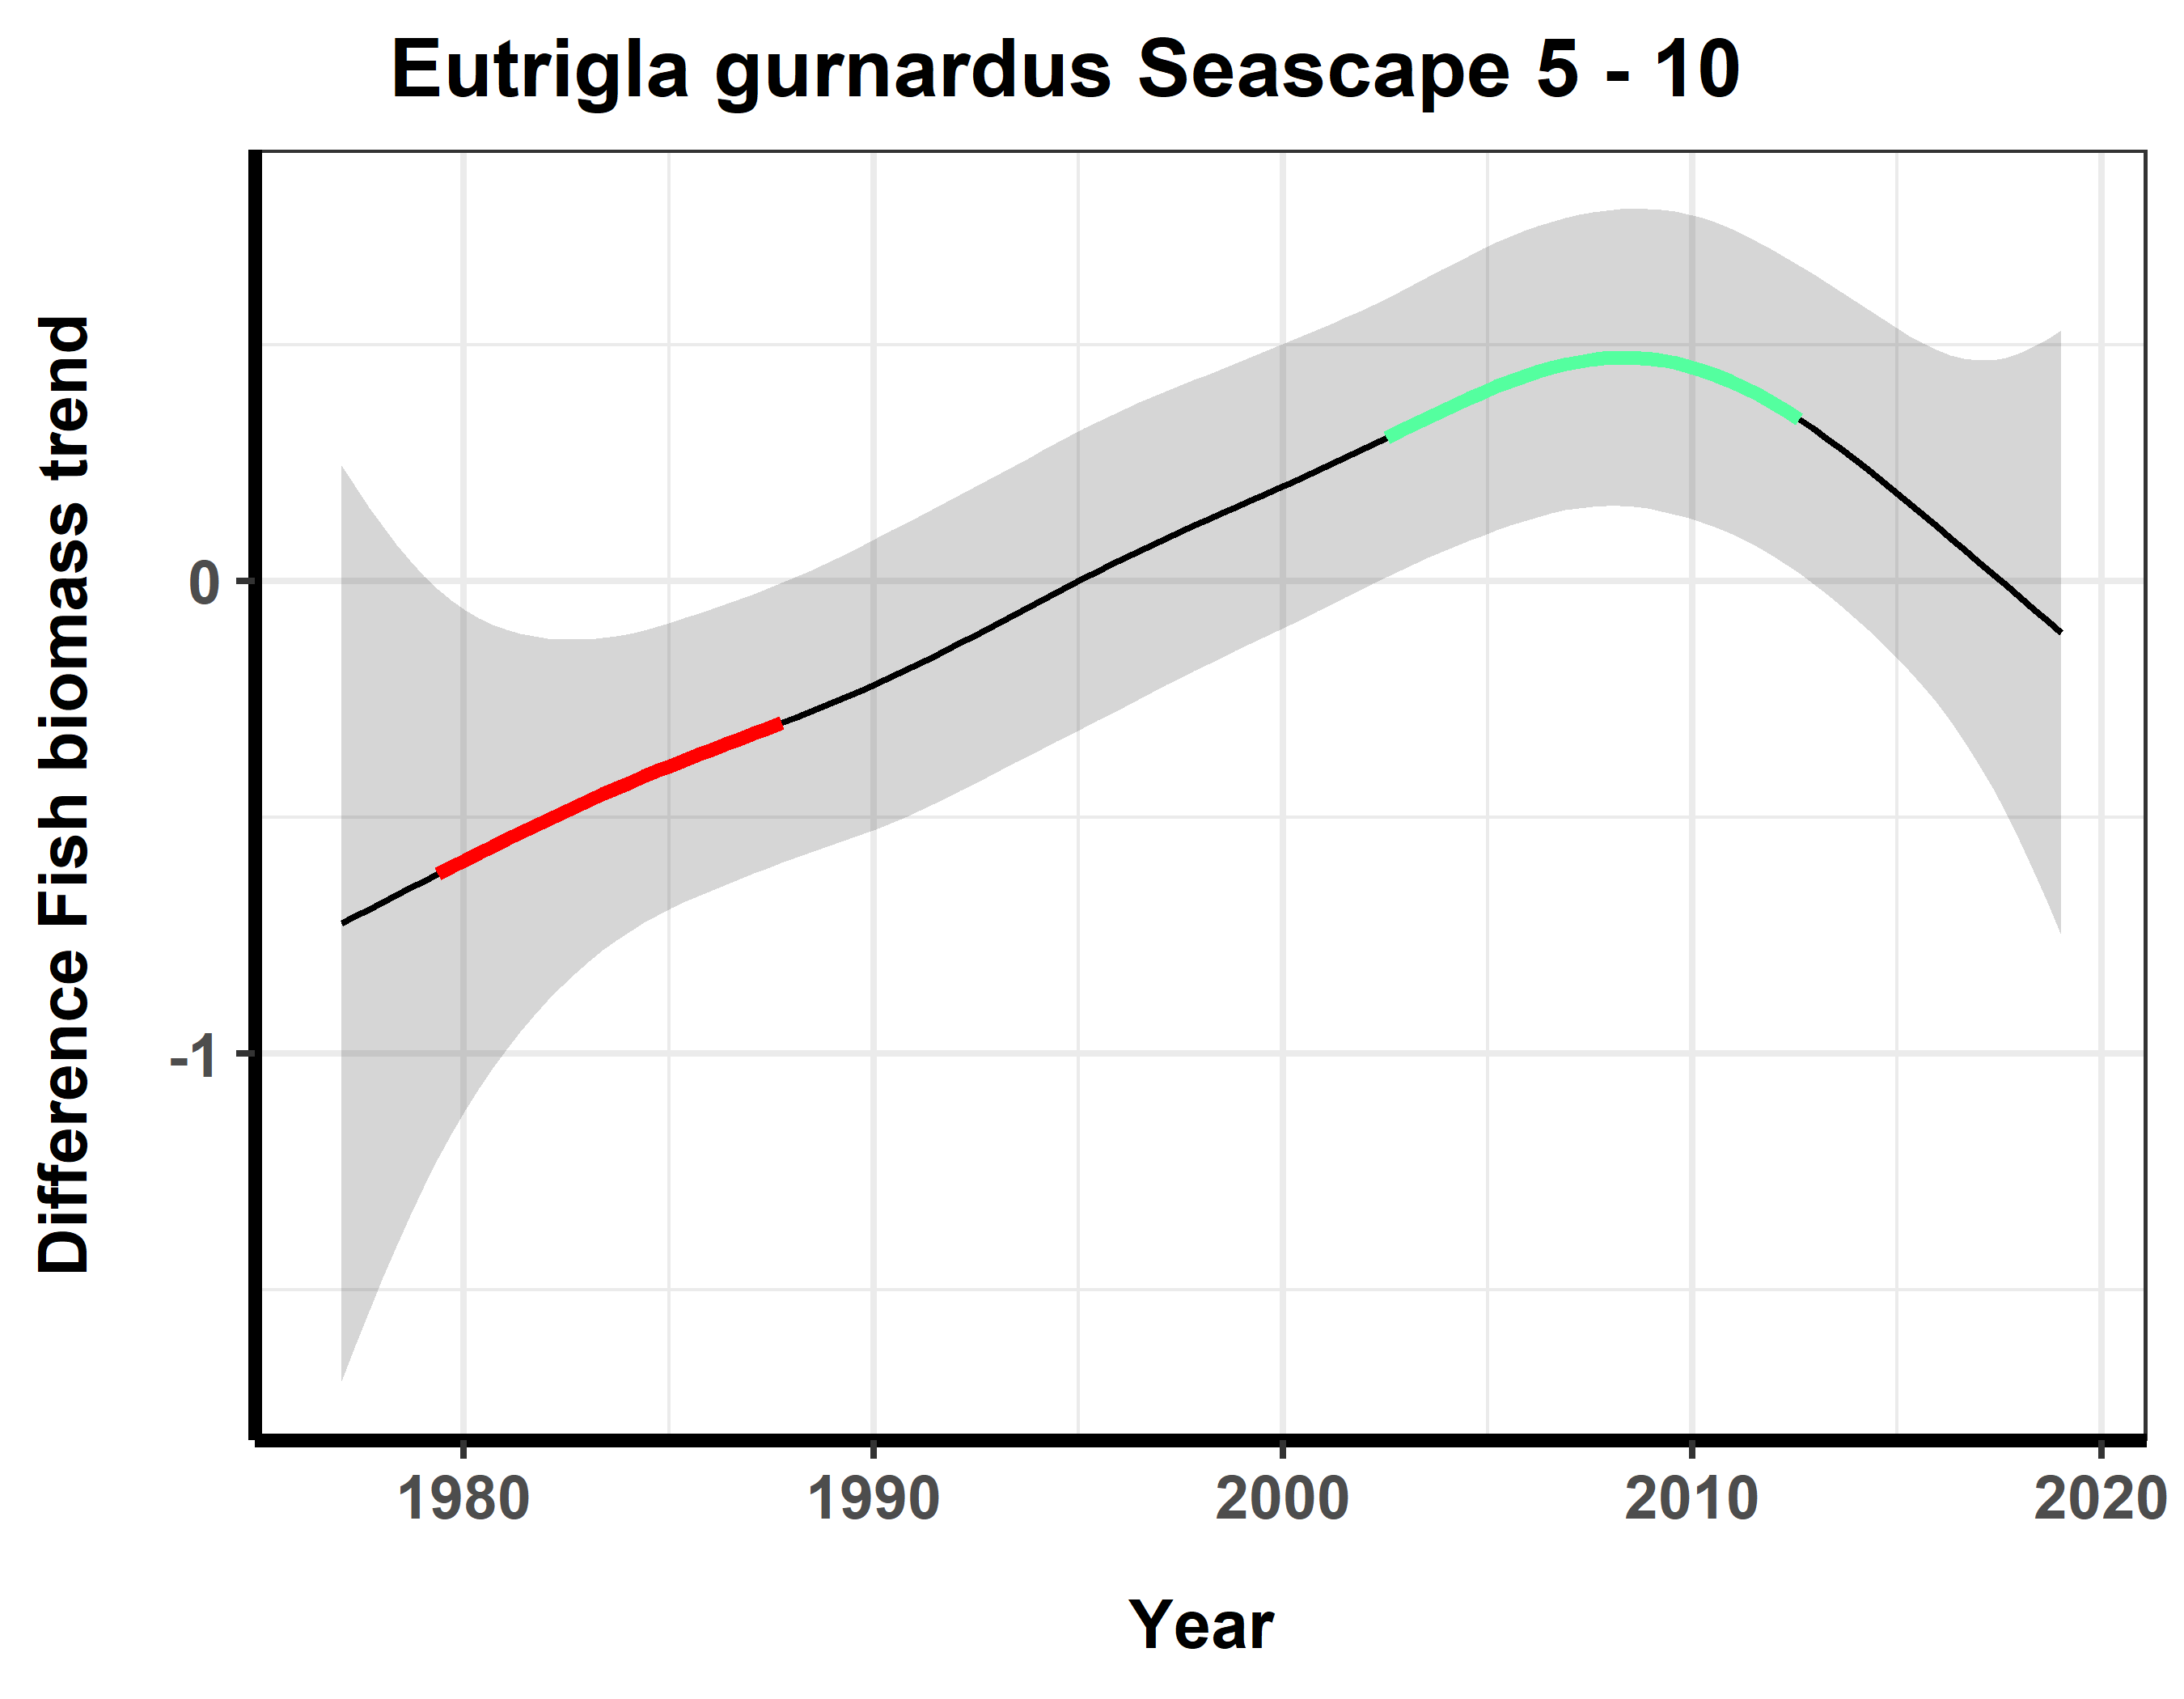 Eutrigla gurnardus Seascape 5 - 10
Difference Fish biomass trend
0
-1
1980 1990 2000 2010 2020
Year